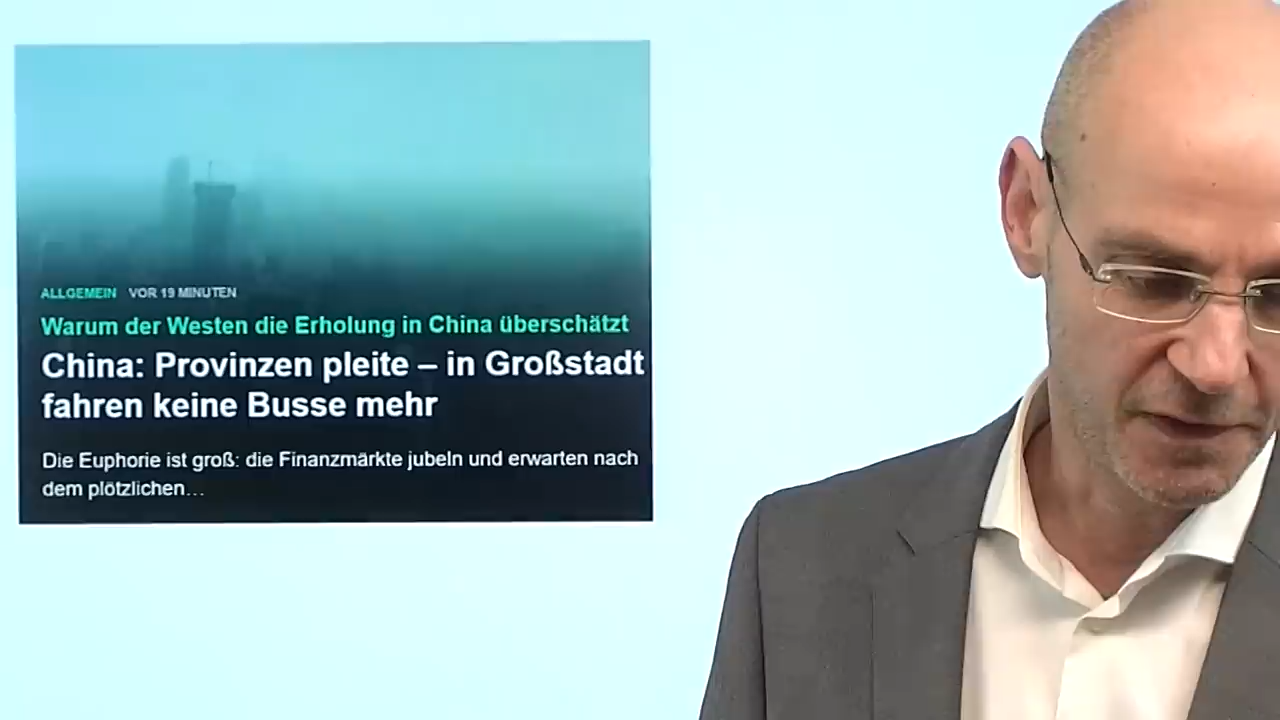 ALLGEMEIN VOR 19 MINUTEN
Warum der Westen die Erholung in China überschätzt
China: Provinzen pleite – in Großstadt
fahren keine Busse mehr
Die Euphorie ist groß: die Finanzmärkte jubeln und erwarten nach
dem plötzlichen…